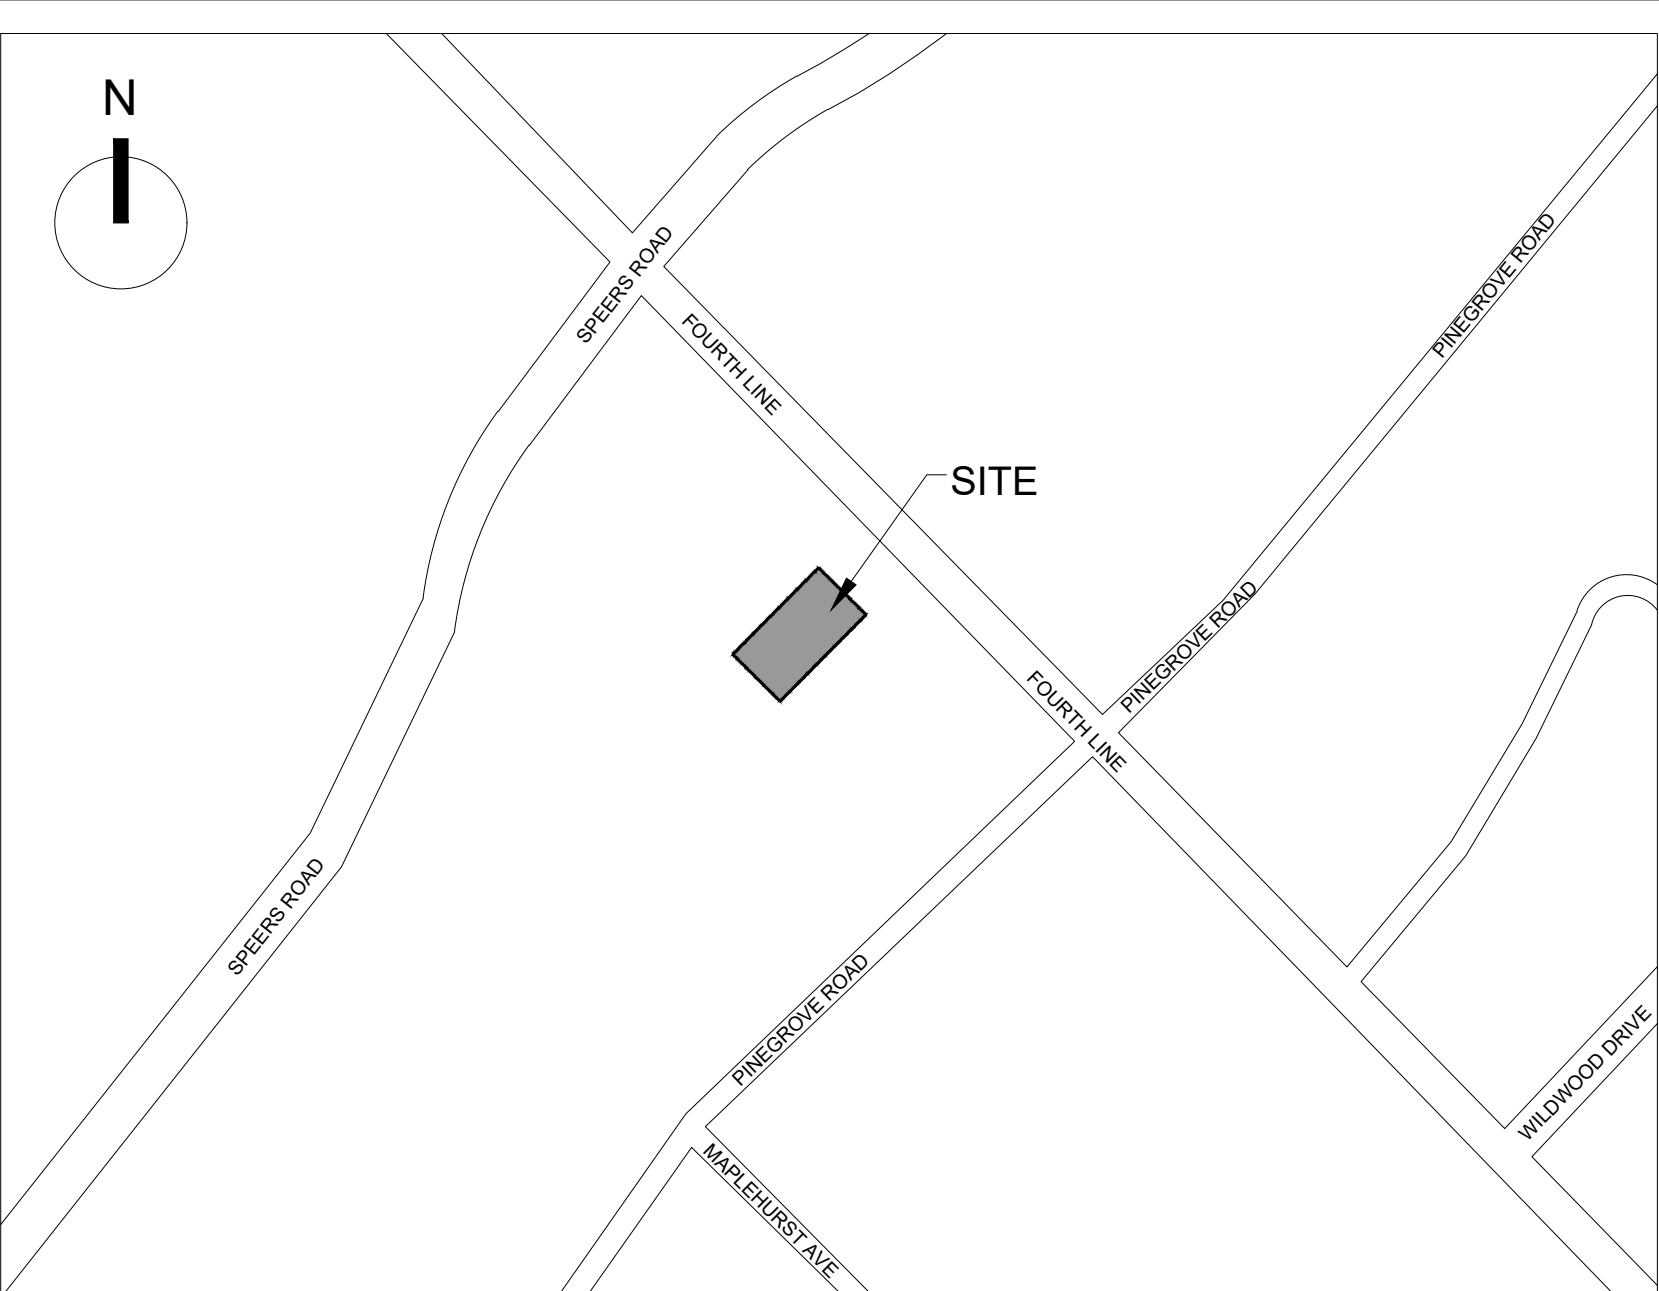 N
SPEERS ROAD
PINEGROVE ROAD
FOURTH LINE
SITE
PINEGROVE ROAD
FOURTH LINE
SPEERS ROAD
PINEGROVE ROAD
WILDWOOD DRIVE
MAPLEHURST AVE